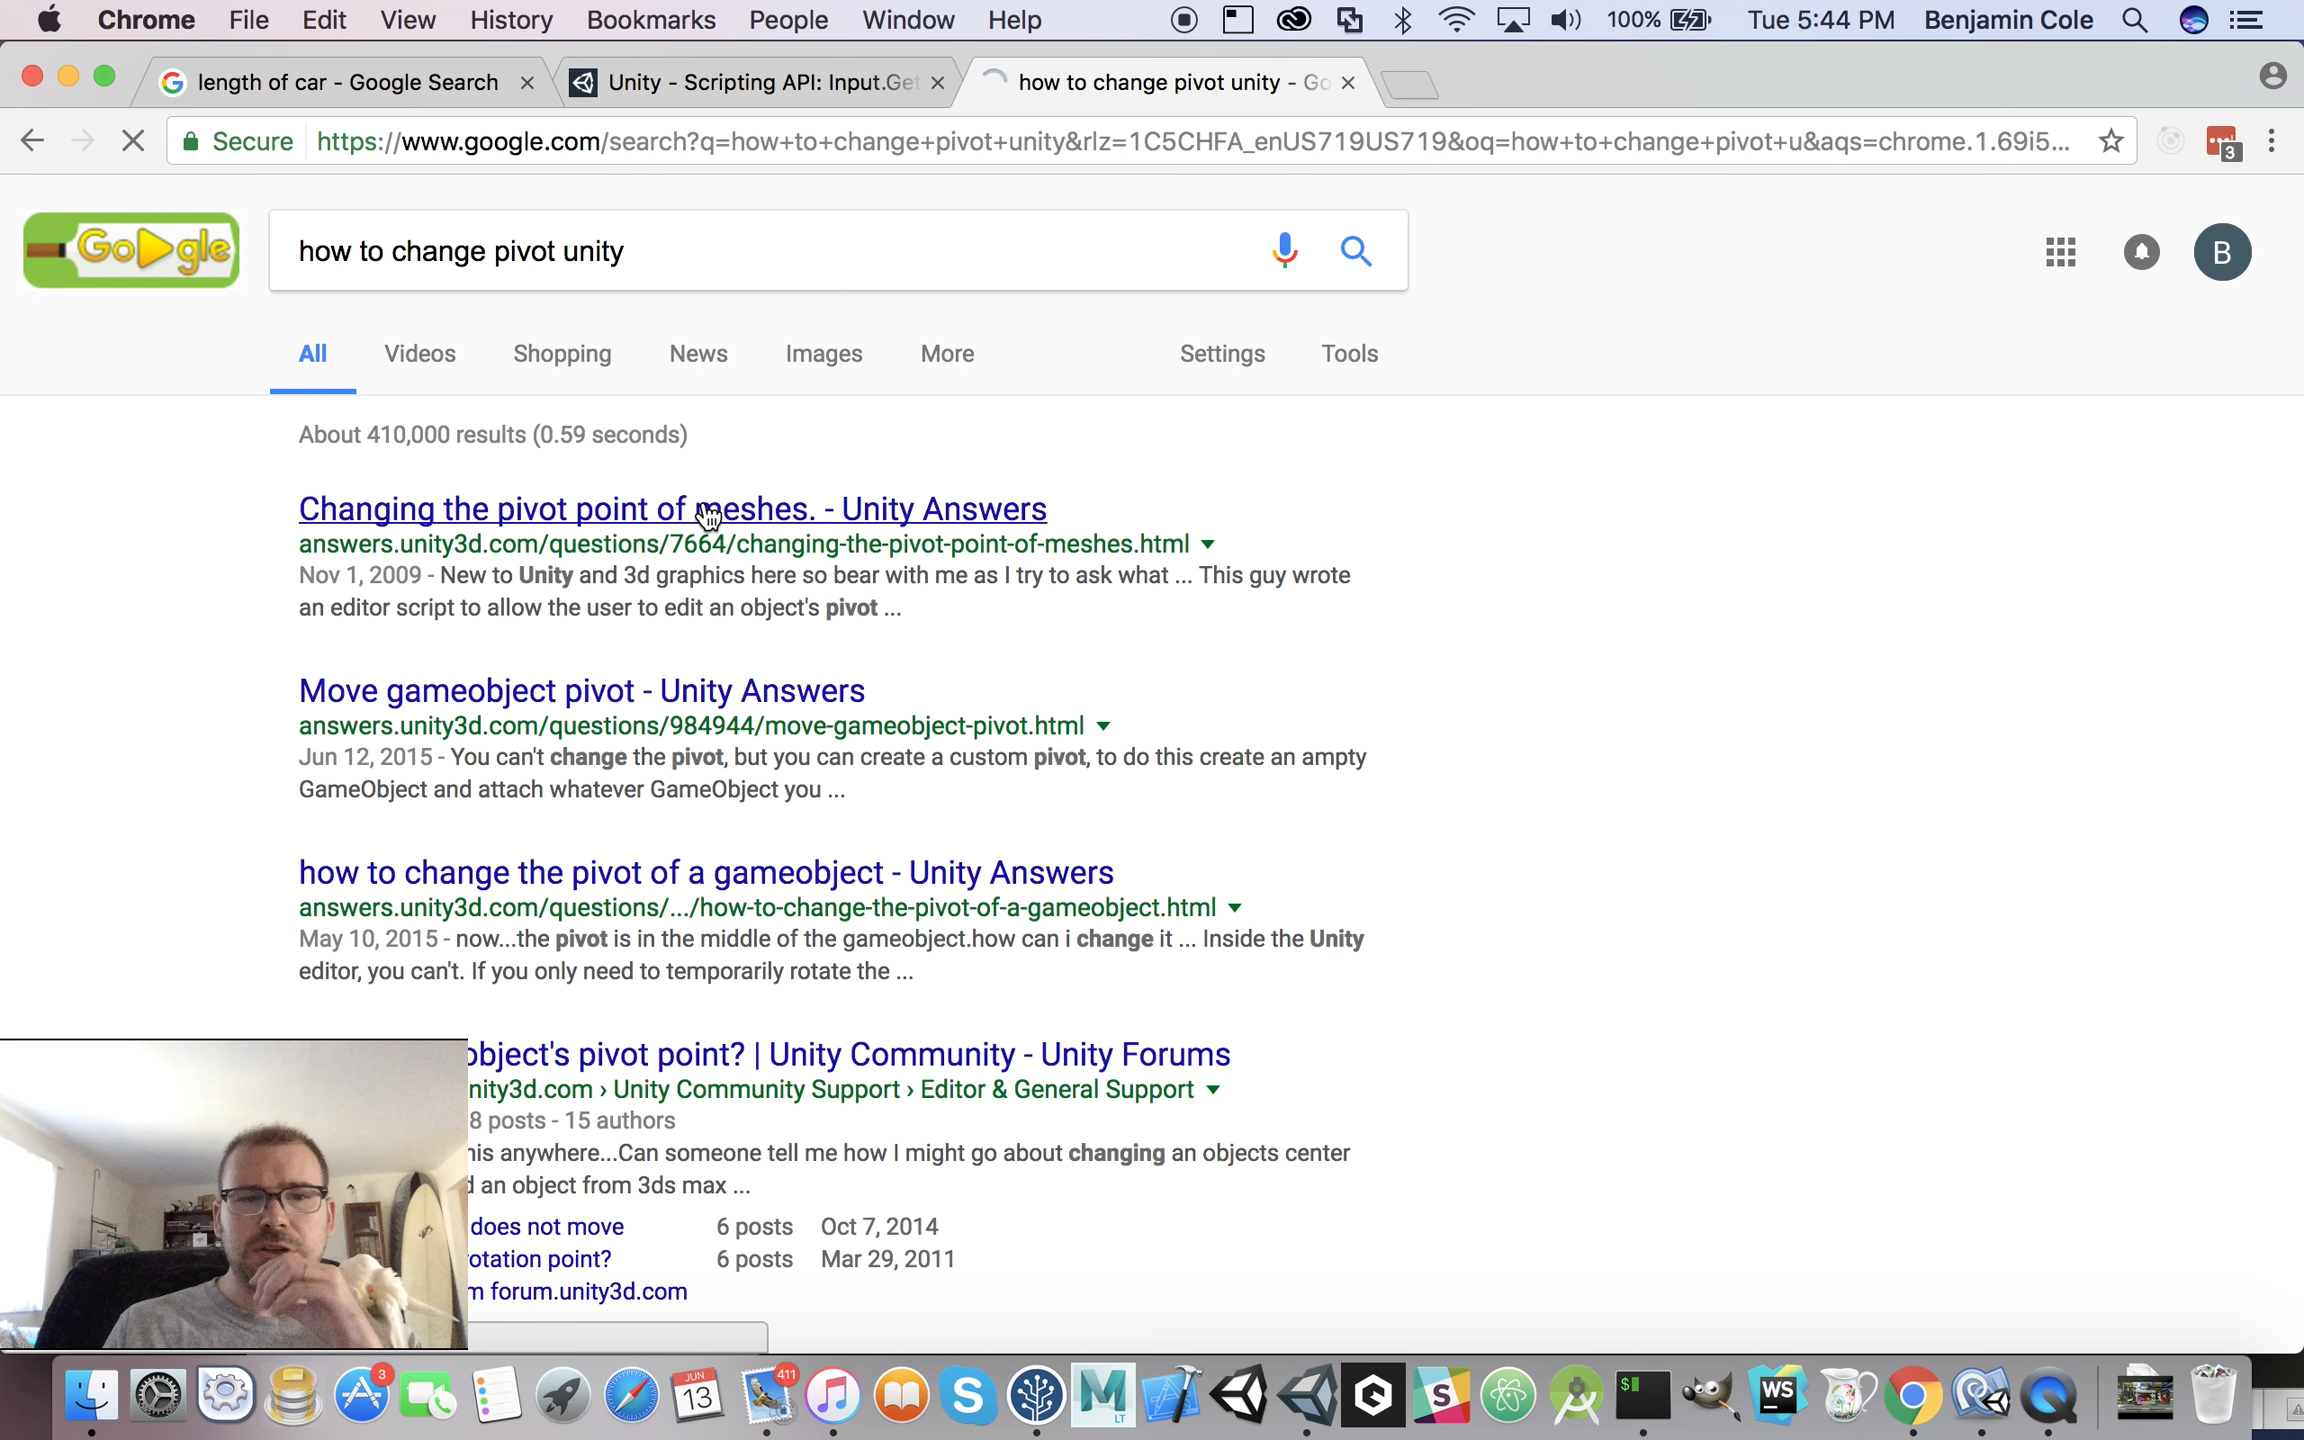 Chrome File Edit View History Bookmarks People Window Help 100% Tue 5:44 PM Benjamin Cole
length of car - Google Search Unity - Scripting API: Input.Get how to change pivot unity - Go
Secure https://www.google.com/search?q=how+to+change+pivot+unity&rlz=1C5CHFA_enUS719US719&oq=how+to+change+pivot+u&aqs=chrome.1.69i5...
3
Google how to change pivot unity B
All Videos Shopping News Images More Settings Tools
About 410,000 results (0.59 seconds)
Changing the pivot point of meshes. - Unity Answers
answers.unity3d.com/questions/7664/changing-the-pivot-point-of-meshes.html
Nov 1, 2009 - New to Unity and 3d graphics here so bear with me as I try to ask what ... This guy wrote
an editor script to allow the user to edit an object's pivot ...
Move gameobject pivot - Unity Answers
answers.unity3d.com/questions/984944/move-gameobject-pivot.html
Jun 12, 2015 - You can't change the pivot, but you can create a custom pivot, to do this create an ampty
GameObject and attach whatever GameObject you ...
how to change the pivot of a gameobject - Unity Answers
answers.unity3d.com/questions/.../how-to-change-the-pivot-of-a-gameobject.html
May 10, 2015 - now...the pivot is in the middle of the gameobject.how can i change it ... Inside the Unity
editor, you can't. If you only need to temporarily rotate the ...
object's pivot point? | Unity Community - Unity Forums
nity3d.com › Unity Community Support › Editor & General Support
8 posts - 15 authors
his anywhere...Can someone tell me how I might go about changing an objects center
d an object from 3ds max ...
does not move 6 posts Oct 7, 2014
otation point? 6 posts Mar 29, 2011
m forum.unity3d.com
3 JUN 13 411 S M LT S $ WS